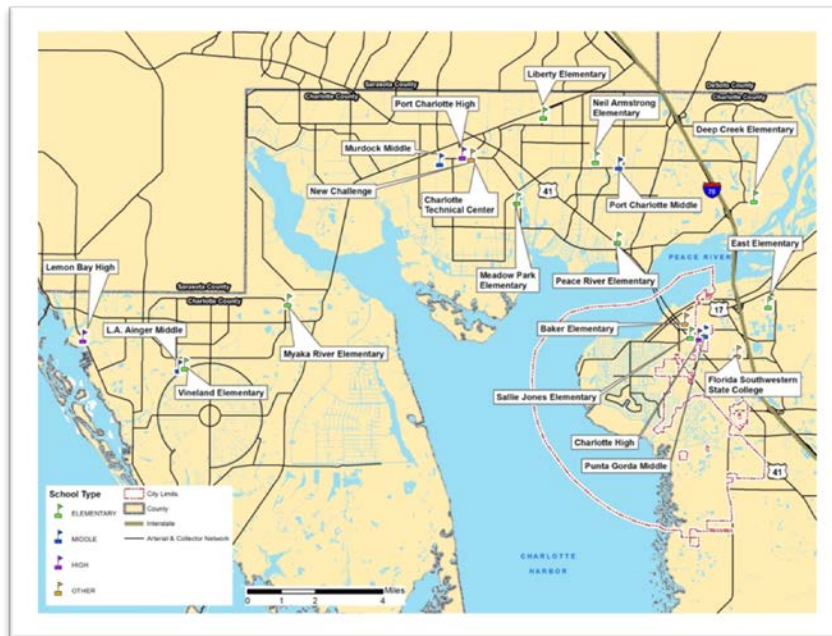 Liberty Elementary
Sarasota County
Charlotte County
DeSoto County
Charlotte County
Port Charlotte High
Neil Armstrong
Elementary
Deep Creek Elementary
Murdock Middle
New Challenge
Charlotte
Technical Center
41
75
Port Charlotte Middle
PEACE RIVER
East Elementary
Lemon Bay High
Sarasota County
Charlotte County
Meadow Park
Elementary
Peace River Elementary
17
L.A. Ainger Middle
Myaka River Elementary
Baker Elementary
Vineland Elementary
Sallie Jones Elementary
Florida Southwestern
State College
Charlotte High
Punta Gorda Middle
41
School Type
ELEMENTARY
MIDDLE
HIGH
OTHER
City Limits
County
Interstate
Arterial & Collector Network
CHARLOTTE
HARBOR
Miles
0 1 2 4